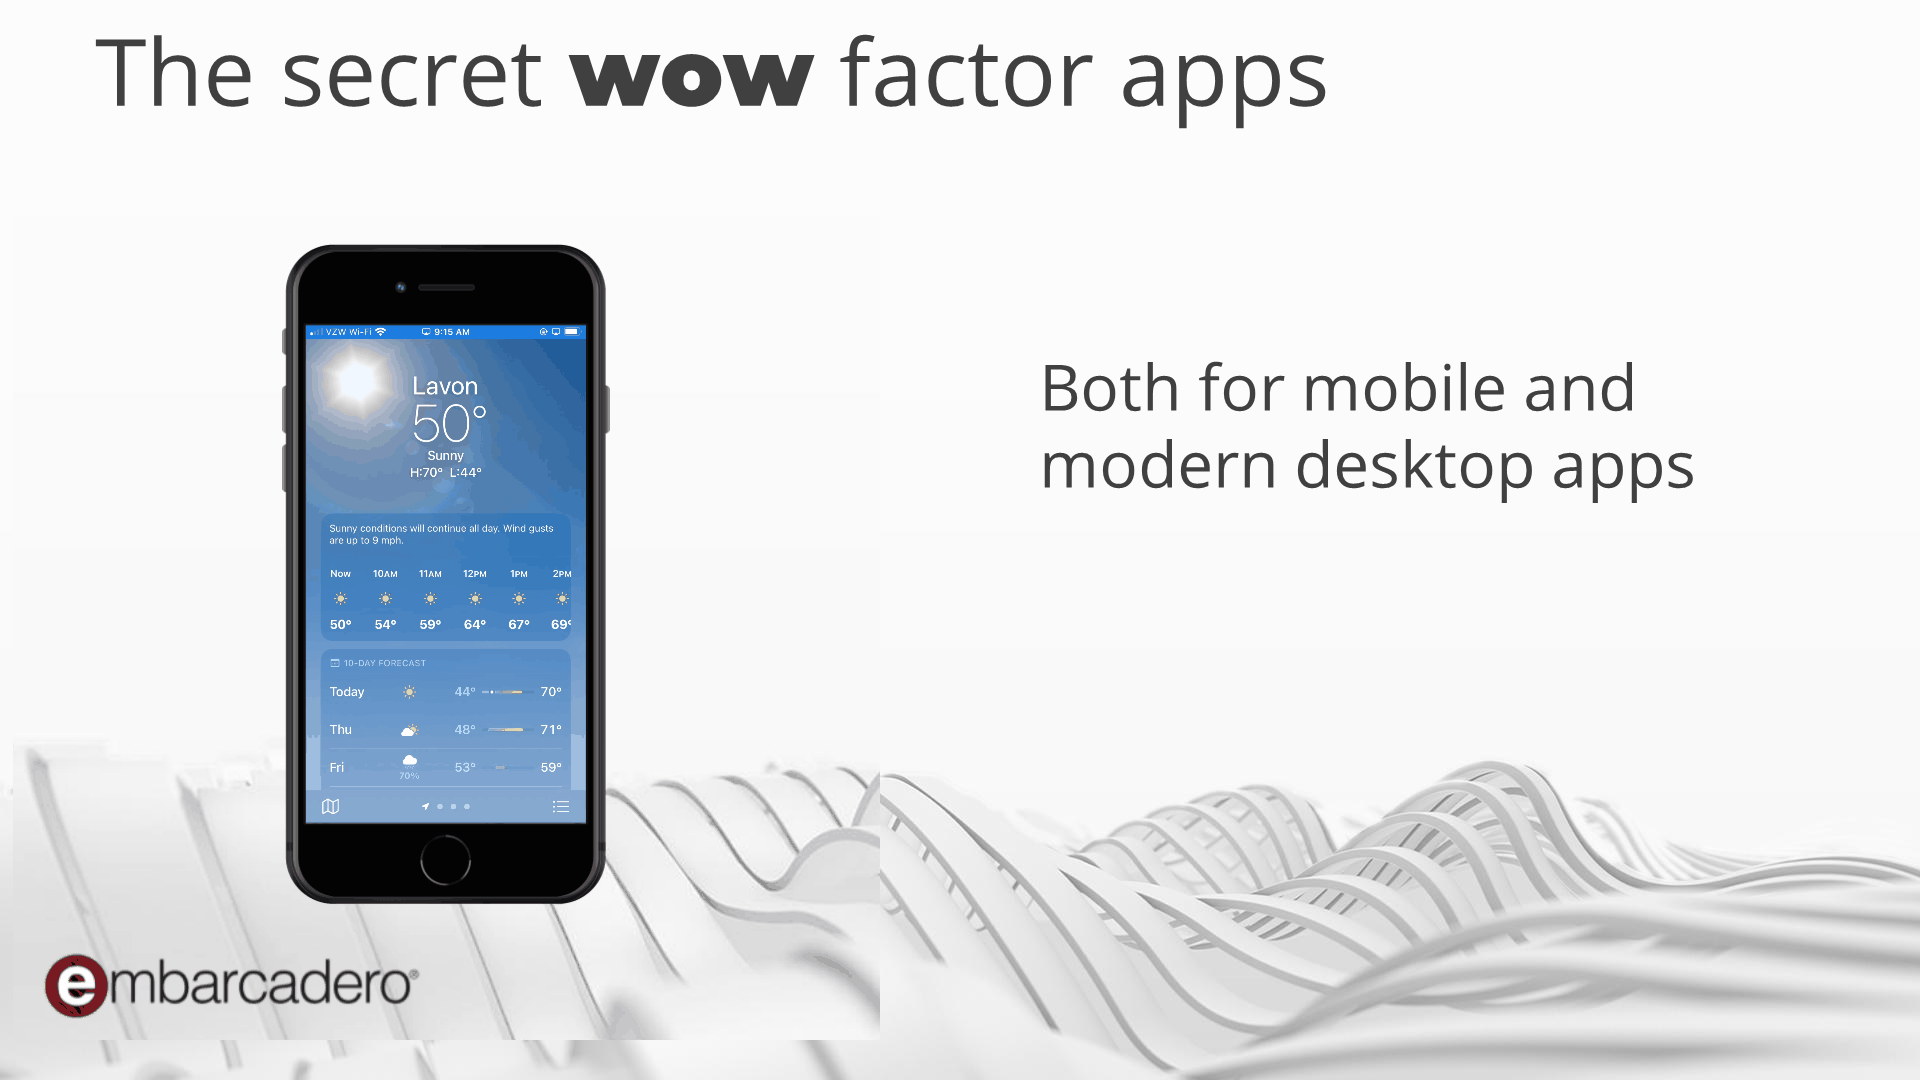 The secret wow factor apps
VZW Wi-Fi 9:15 AM
Lavon
50°
Sunny
H:70° L:44°
Sunny conditions will continue all day. Wind gusts
are up to 9 mph.
Now 10AM 11AM 12PM 1PM 2PM
50° 54° 59° 64° 67° 69°
10-DAY FORECAST
Today 44° 70°
Thu 48° 71°
Fri 53° 59°
70%
Both for mobile and
modern desktop apps
embarcadero®